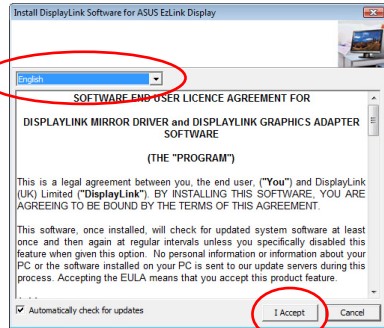 Install DisplayLink Software for ASUS EzLink Display
English
SOFTWARE END USER LICENCE AGREEMENT FOR
DISPLAYLINK MIRROR DRIVER and DISPLAYLINK GRAPHICS ADAPTER
SOFTWARE
(THE "PROGRAM")
This is a legal agreement between you, the end user, ("You") and DisplayLink
(UK) Limited ("DisplayLink"). BY INSTALLING THIS SOFTWARE, YOU ARE
AGREEING TO BE BOUND BY THE TERMS OF THIS AGREEMENT.
This software, once installed, will check for updated system software at least
once and then again at regular intervals unless you specifically disabled this
feature when given this option. No personal information or information about your
PC or the software installed on your PC is sent to our update servers during this
process. Accepting the EULA means that you accept this product feature.
Automatically check for updates
I Accept
Cancel